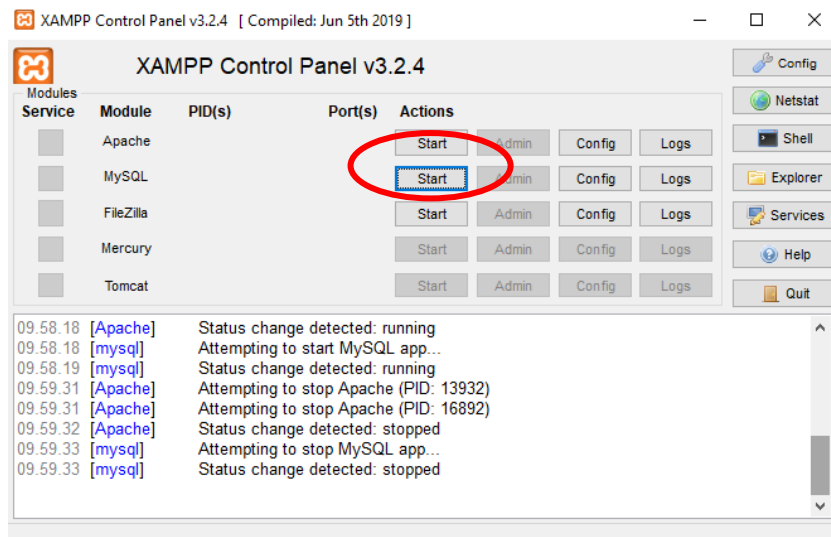 XAMPP Control Panel v3.2.4 [ Compiled: Jun 5th 2019 ]
XAMPP Control Panel v3.2.4
Config
Modules
Service Module PID(s) Port(s) Actions
Netstat
Apache Start Admin Config Logs
Shell
MySQL Start Admin Config Logs
Explorer
FileZilla Start Admin Config Logs
Services
Mercury Start Admin Config Logs
Help
Tomcat Start Admin Config Logs
Quit
09.58.18 [Apache] Status change detected: running
09.58.18 [mysql] Attempting to start MySQL app...
09.58.19 [mysql] Status change detected: running
09.59.31 [Apache] Attempting to stop Apache (PID: 13932)
09.59.31 [Apache] Attempting to stop Apache (PID: 16892)
09.59.32 [Apache] Status change detected: stopped
09.59.33 [mysql] Attempting to stop MySQL app...
09.59.33 [mysql] Status change detected: stopped